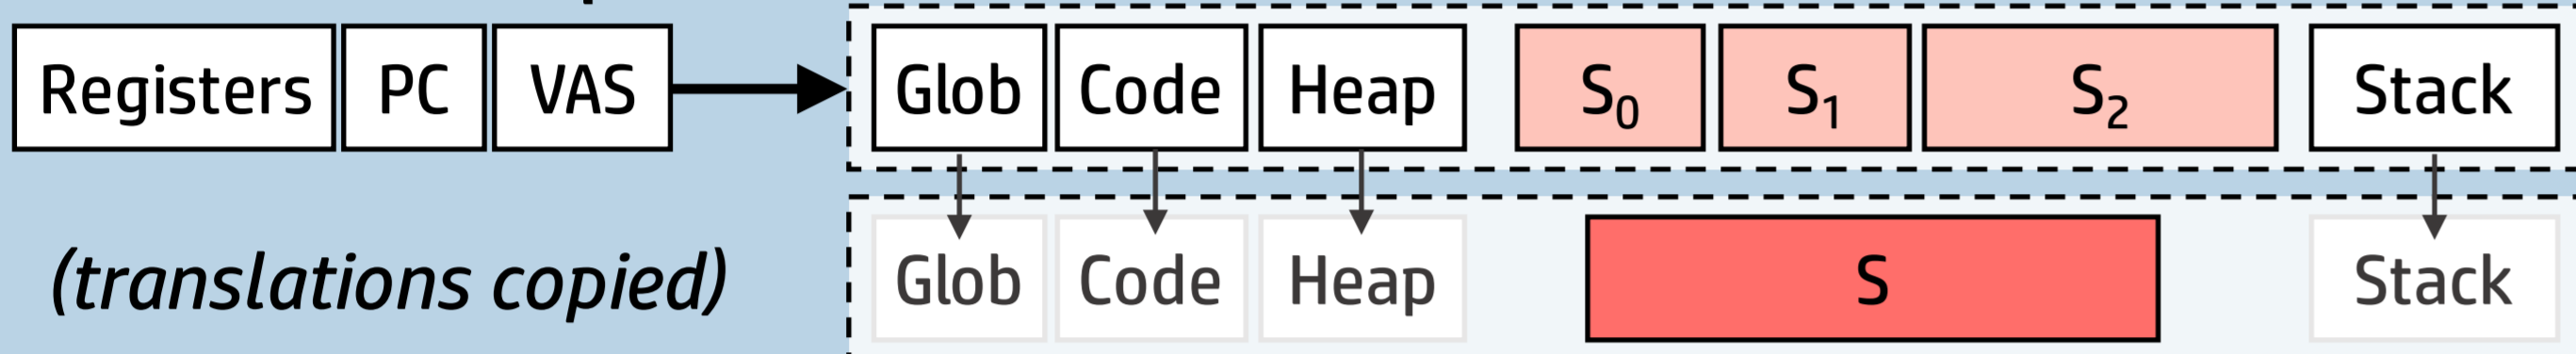 Registers PC VAS Glob Code Heap S₀ S₁ S₂ Stack
(translations copied) Glob Code Heap S Stack